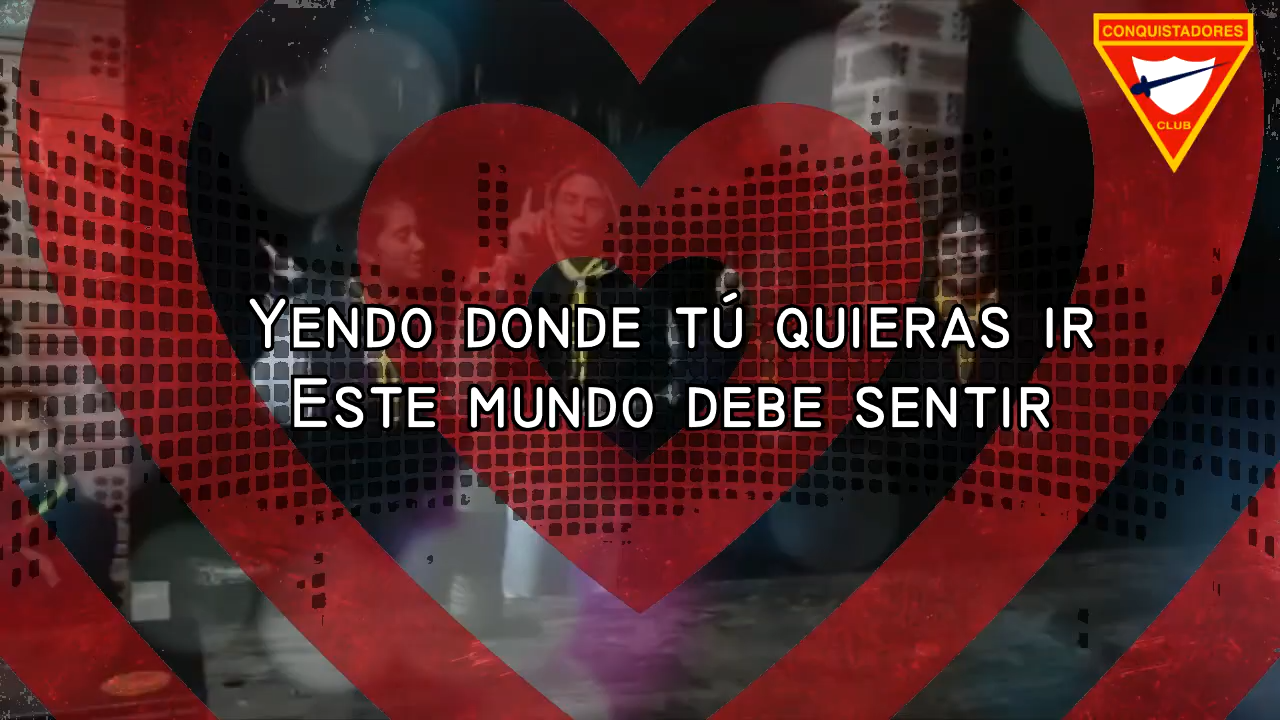 CONQUISTADORES
CLUB
Yendo donde tú quieras ir
Este mundo debe sentir